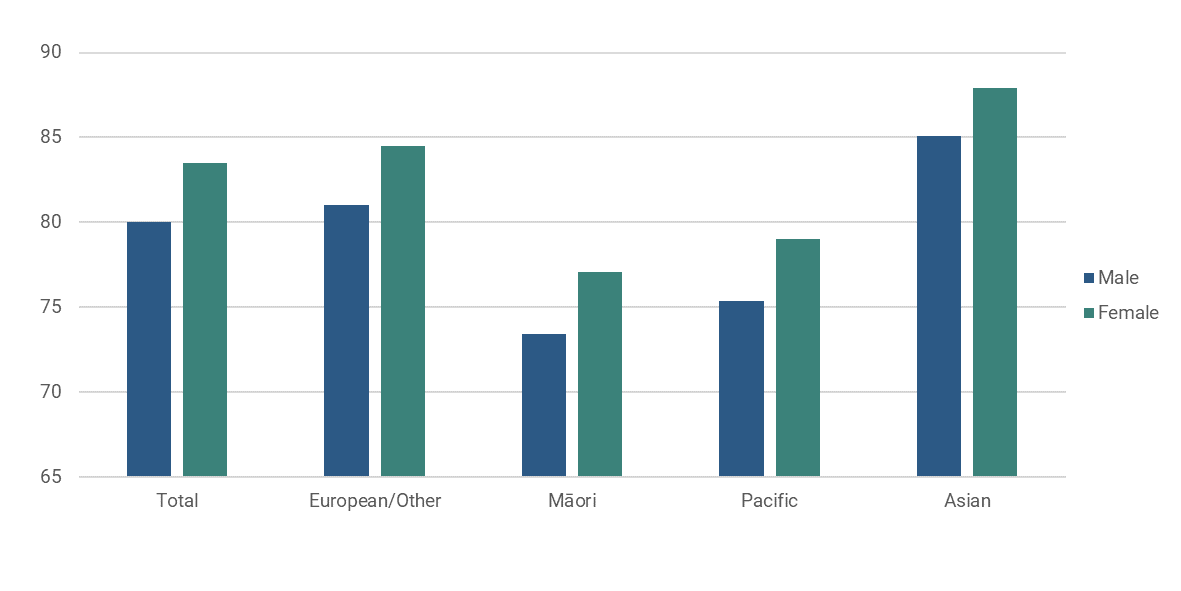 90
85
80
75
70
65
Total
European/Other
Māori
Pacific
Asian
Male
Female